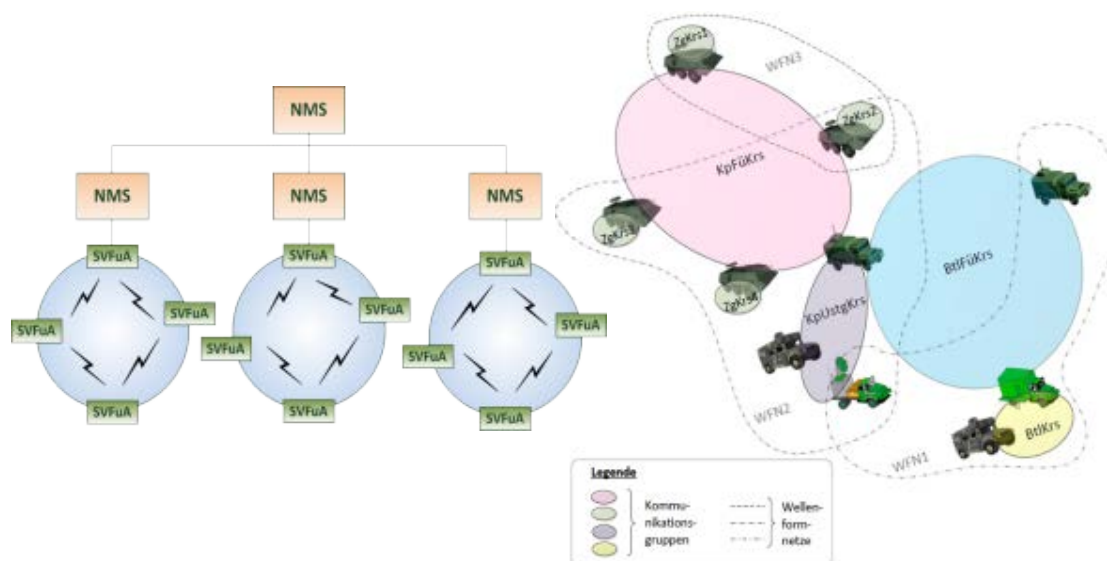 NMS
NMS
NMS
NMS
SVFuA
SVFuA
SVFuA
SVFuA
SVFuA
SVFuA
SVFuA
SVFuA
SVFuA
SVFuA
SVFuA
SVFuA
ZgKrs1
WFN3
ZgKrs2
KpFüKrs
ZgKrs3
BtlFüKrs
ZgKrs4
KpUstgKrs
WFN2
BtlKrs
WFN1
Legende
Kommu-
nikations-
gruppen
Wellen-
form-
netze